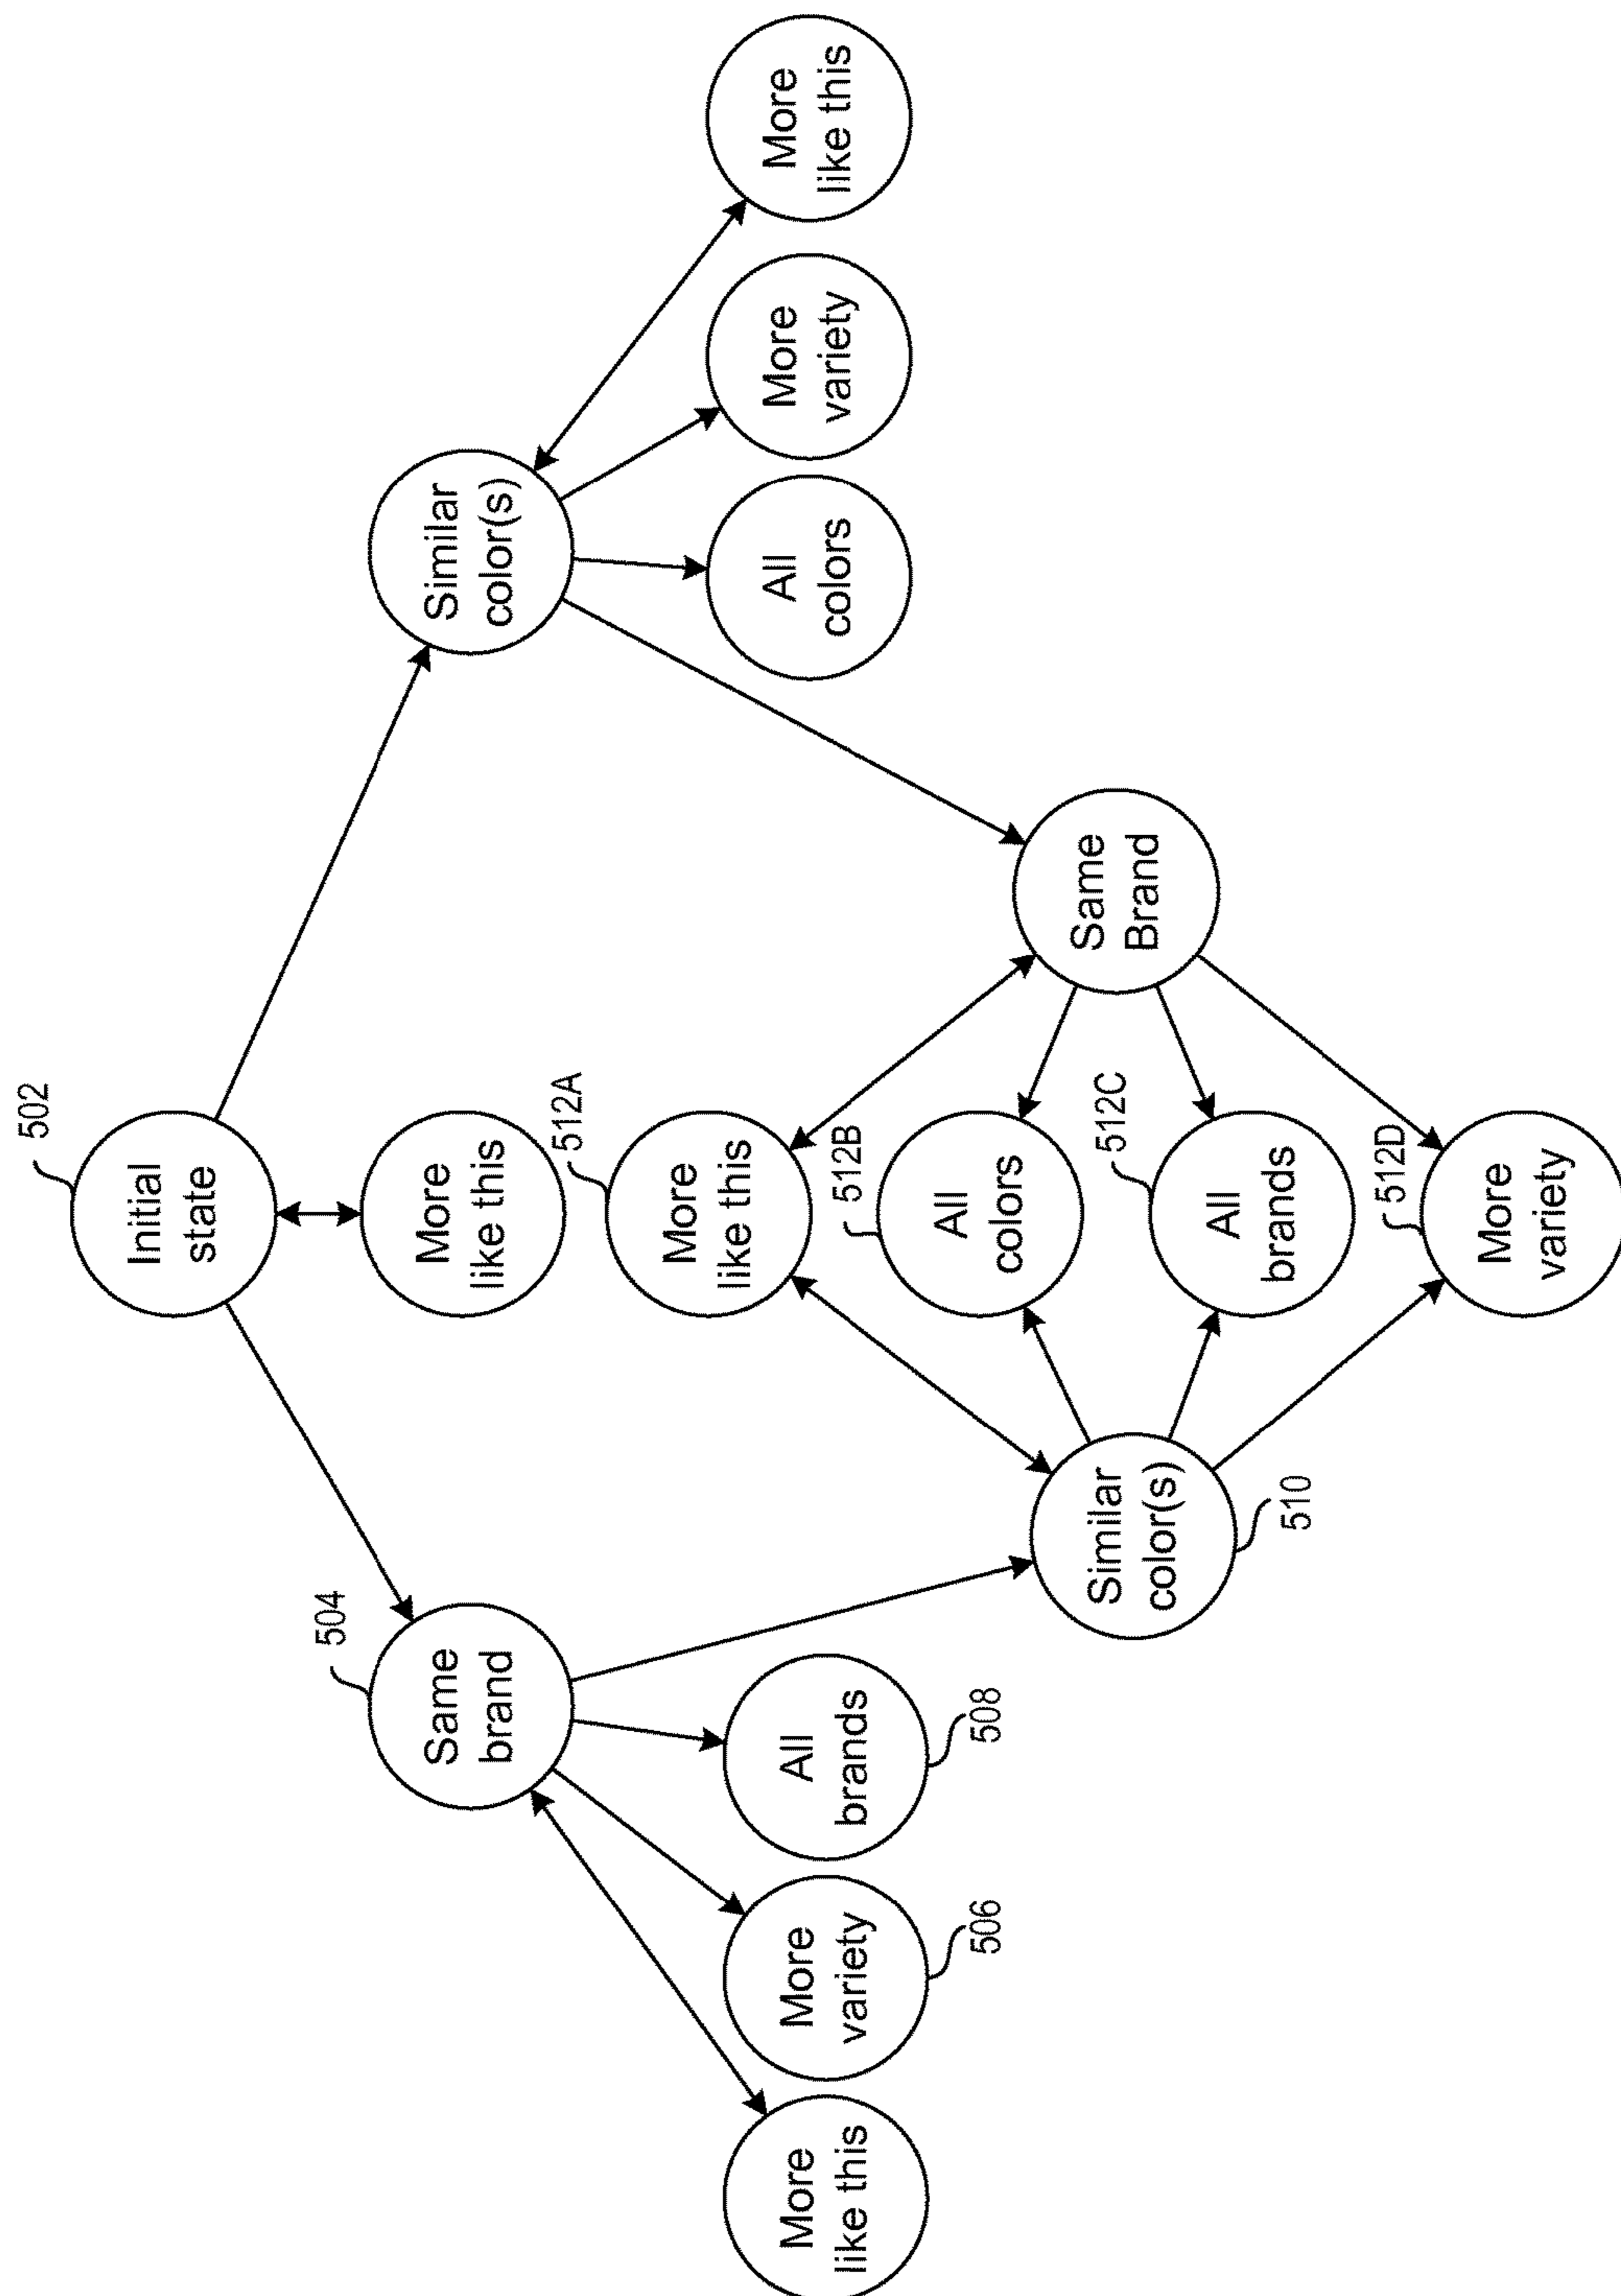 502
Initial
state
504
Same
brand
More
like this
Similar
color(s)
512A
More
like this
More
like this
More
variety
All
brands
506
508
All
colors
More
variety
More
like this
512B
All
colors
Similar
color(s)
510
Same
Brand
512C
All
brands
512D
More
variety